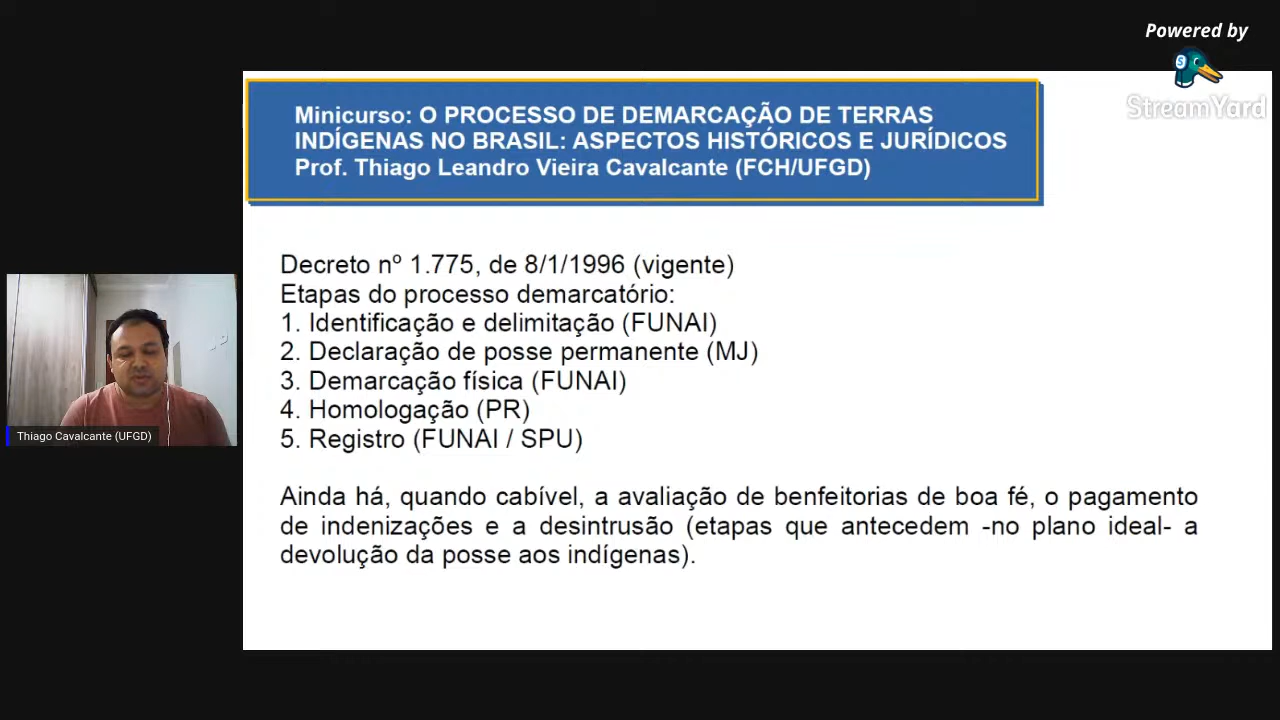 Powered by
StreamYard
Minicurso: O PROCESSO DE DEMARCAÇÃO DE TERRAS
INDÍGENAS NO BRASIL: ASPECTOS HISTÓRICOS E JURÍDICOS
Prof. Thiago Leandro Vieira Cavalcante (FCH/UFGD)
Decreto nº 1.775, de 8/1/1996 (vigente)
Etapas do processo demarcatório:
1. Identificação e delimitação (FUNAI)
2. Declaração de posse permanente (MJ)
3. Demarcação física (FUNAI)
4. Homologação (PR)
5. Registro (FUNAI / SPU)
Ainda há, quando cabível, a avaliação de benfeitorias de boa fé, o pagamento
de indenizações e a desintrusão (etapas que antecedem -no plano ideal- a
devolução da posse aos indígenas).
Thiago Cavalcante (UFGD)